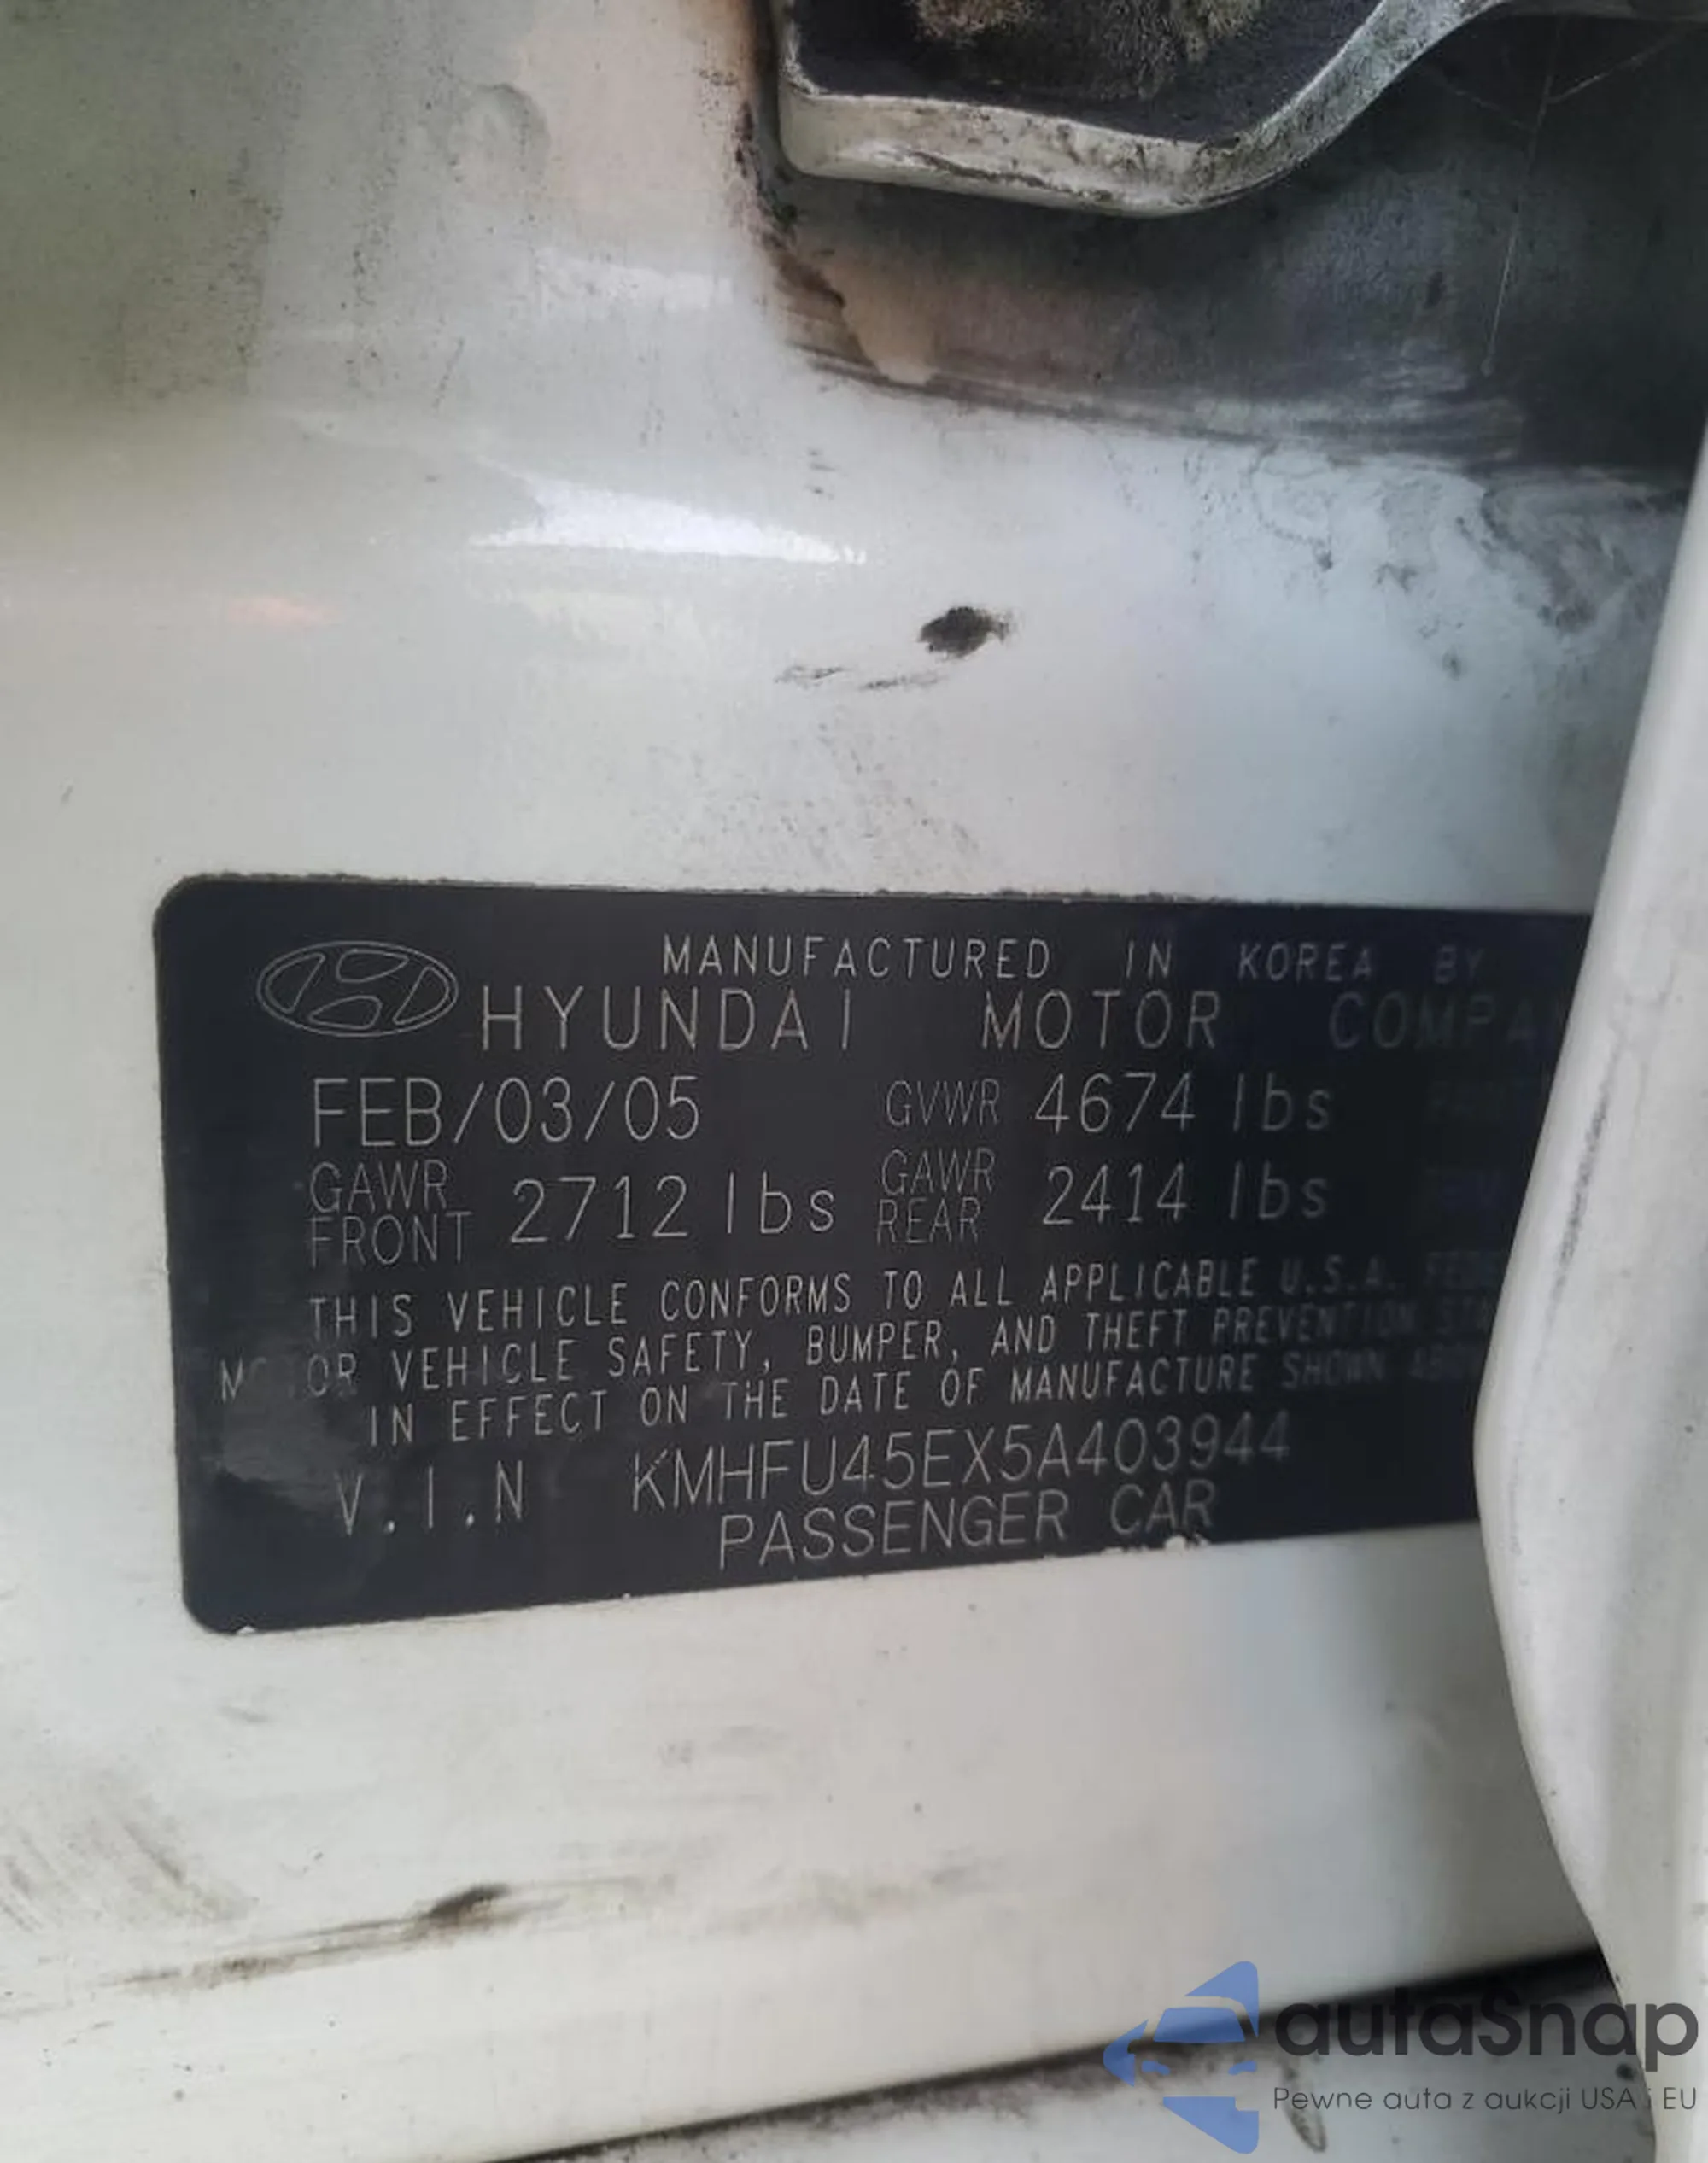 MANUFACTURED IN KOREA BY
HYUNDAI MOTOR COMPA
FEB/03/05 GVWR 4674 lbs
GAWR FRONT 2712 lbs GAWR REAR 2414 lbs
THIS VEHICLE CONFORMS TO ALL APPLICABLE U.S.A.
VEHICLE SAFETY, BUMPER, AND THEFT PREVENTION
IN EFFECT ON THE DATE OF MANUFACTURE SHOWN
V.I.N KMHFU45EX5A403944
PASSENGER CAR
autaSnap
Pewne auta z aukcji USA i EU